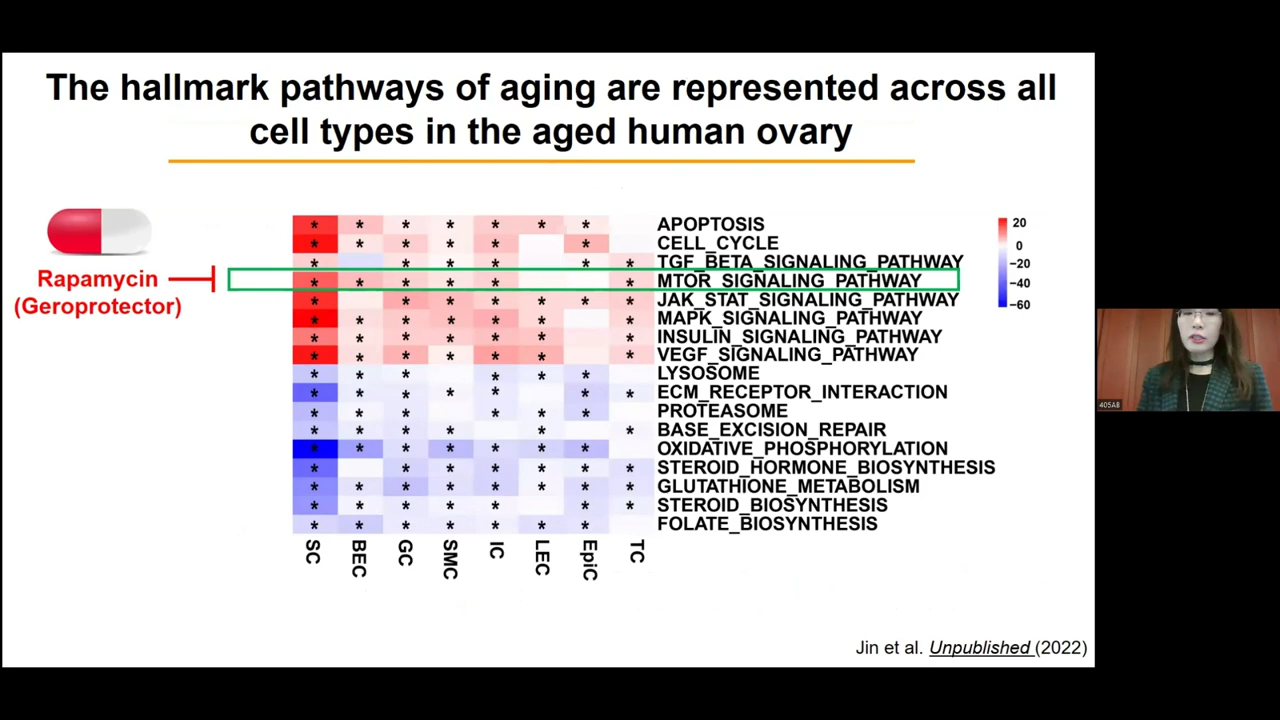 The hallmark pathways of aging are represented across all
cell types in the aged human ovary
Rapamycin
(Geroprotector)
APOPTOSIS
CELL_CYCLE
TGF_BETA_SIGNALING_PATHWAY
MTOR_SIGNALING_PATHWAY
JAK_STAT_SIGNALING_PATHWAY
MAPK_SIGNALING_PATHWAY
INSULIN_SIGNALING_PATHWAY
VEGF_SIGNALING_PATHWAY
LYSOSOME
ECM_RECEPTOR_INTERACTION
PROTEASOME
BASE_EXCISION_REPAIR
OXIDATIVE_PHOSPHORYLATION
STEROID_HORMONE_BIOSYNTHESIS
GLUTATHIONE_METABOLISM
STEROID_BIOSYNTHESIS
FOLATE_BIOSYNTHESIS
20
0
−20
−40
−60
SC
BEC
GC
SMC
IC
LEC
EpiC
TC
Jin et al. Unpublished (2022)
405AB